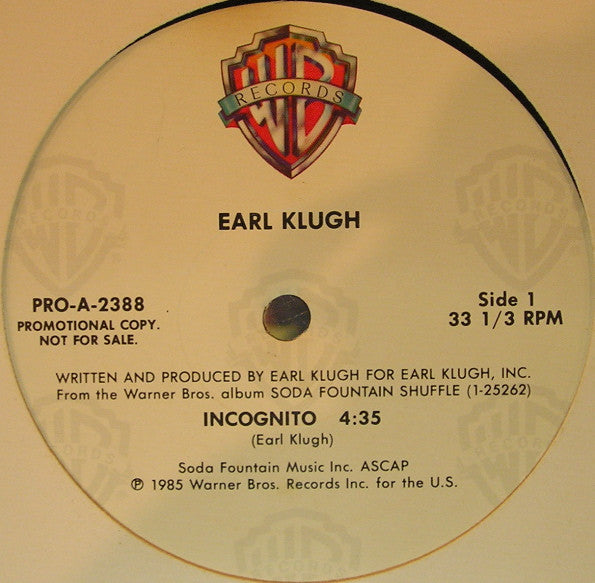 WB
RECORDS
EARL KLUGH
PRO-A-2388
PROMOTIONAL COPY.
NOT FOR SALE.
Side 1
33 1/3 RPM
WRITTEN AND PRODUCED BY EARL KLUGH FOR EARL KLUGH, INC.
From the Warner Bros. album SODA FOUNTAIN SHUFFLE (1-25262)
INCOGNITO 4:35
(Earl Klugh)
Soda Fountain Music Inc. ASCAP
℗ 1985 Warner Bros. Records Inc. for the U.S.